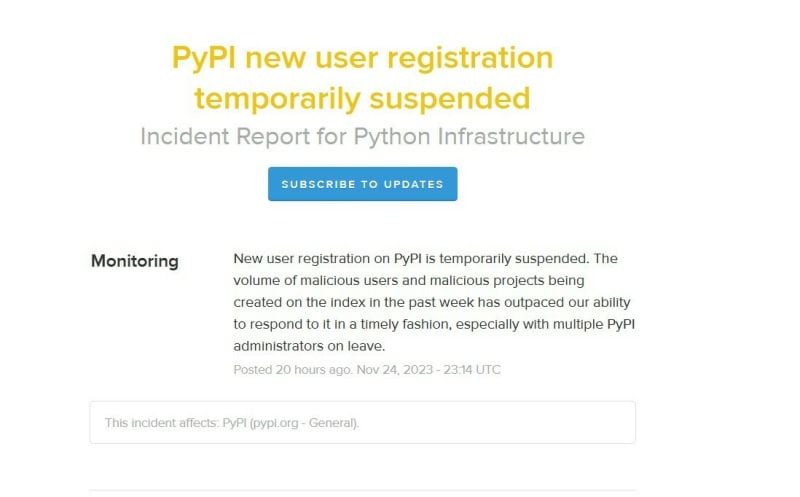 PyPI new user registration
temporarily suspended
Incident Report for Python Infrastructure
SUBSCRIBE TO UPDATES
Monitoring
New user registration on PyPI is temporarily suspended. The
volume of malicious users and malicious projects being
created on the index in the past week has outpaced our ability
to respond to it in a timely fashion, especially with multiple PyPI
administrators on leave.
Posted 20 hours ago. Nov 24, 2023 - 23:14 UTC
This incident affects: PyPI (pypi.org - General).